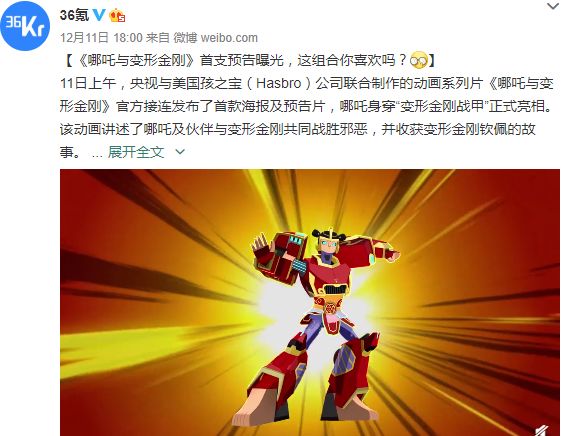 36Kr
36氪
12月11日 18:00 来自 微博 weibo.com
【《哪吒与变形金刚》首支预告曝光，这组合你喜欢吗？】
11日上午，央视与美国孩之宝（Hasbro）公司联合制作的动画系列片《哪吒与变
形金刚》官方接连发布了首款海报及预告片，哪吒身穿“变形金刚战甲”正式亮相。
该动画讲述了哪吒及伙伴与变形金刚共同战胜邪恶，并收获变形金刚钦佩的故
事。 ... 展开全文